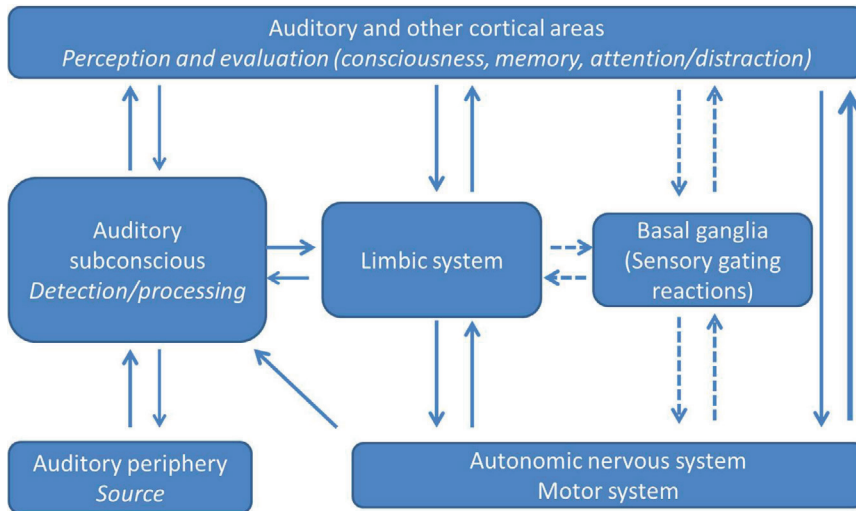 Auditory and other cortical areas
Perception and evaluation (consciousness, memory, attention/distraction)
Auditory
subconscious
Detection/processing
Limbic system
Basal ganglia
(Sensory gating
reactions)
Auditory periphery
Source
Autonomic nervous system
Motor system